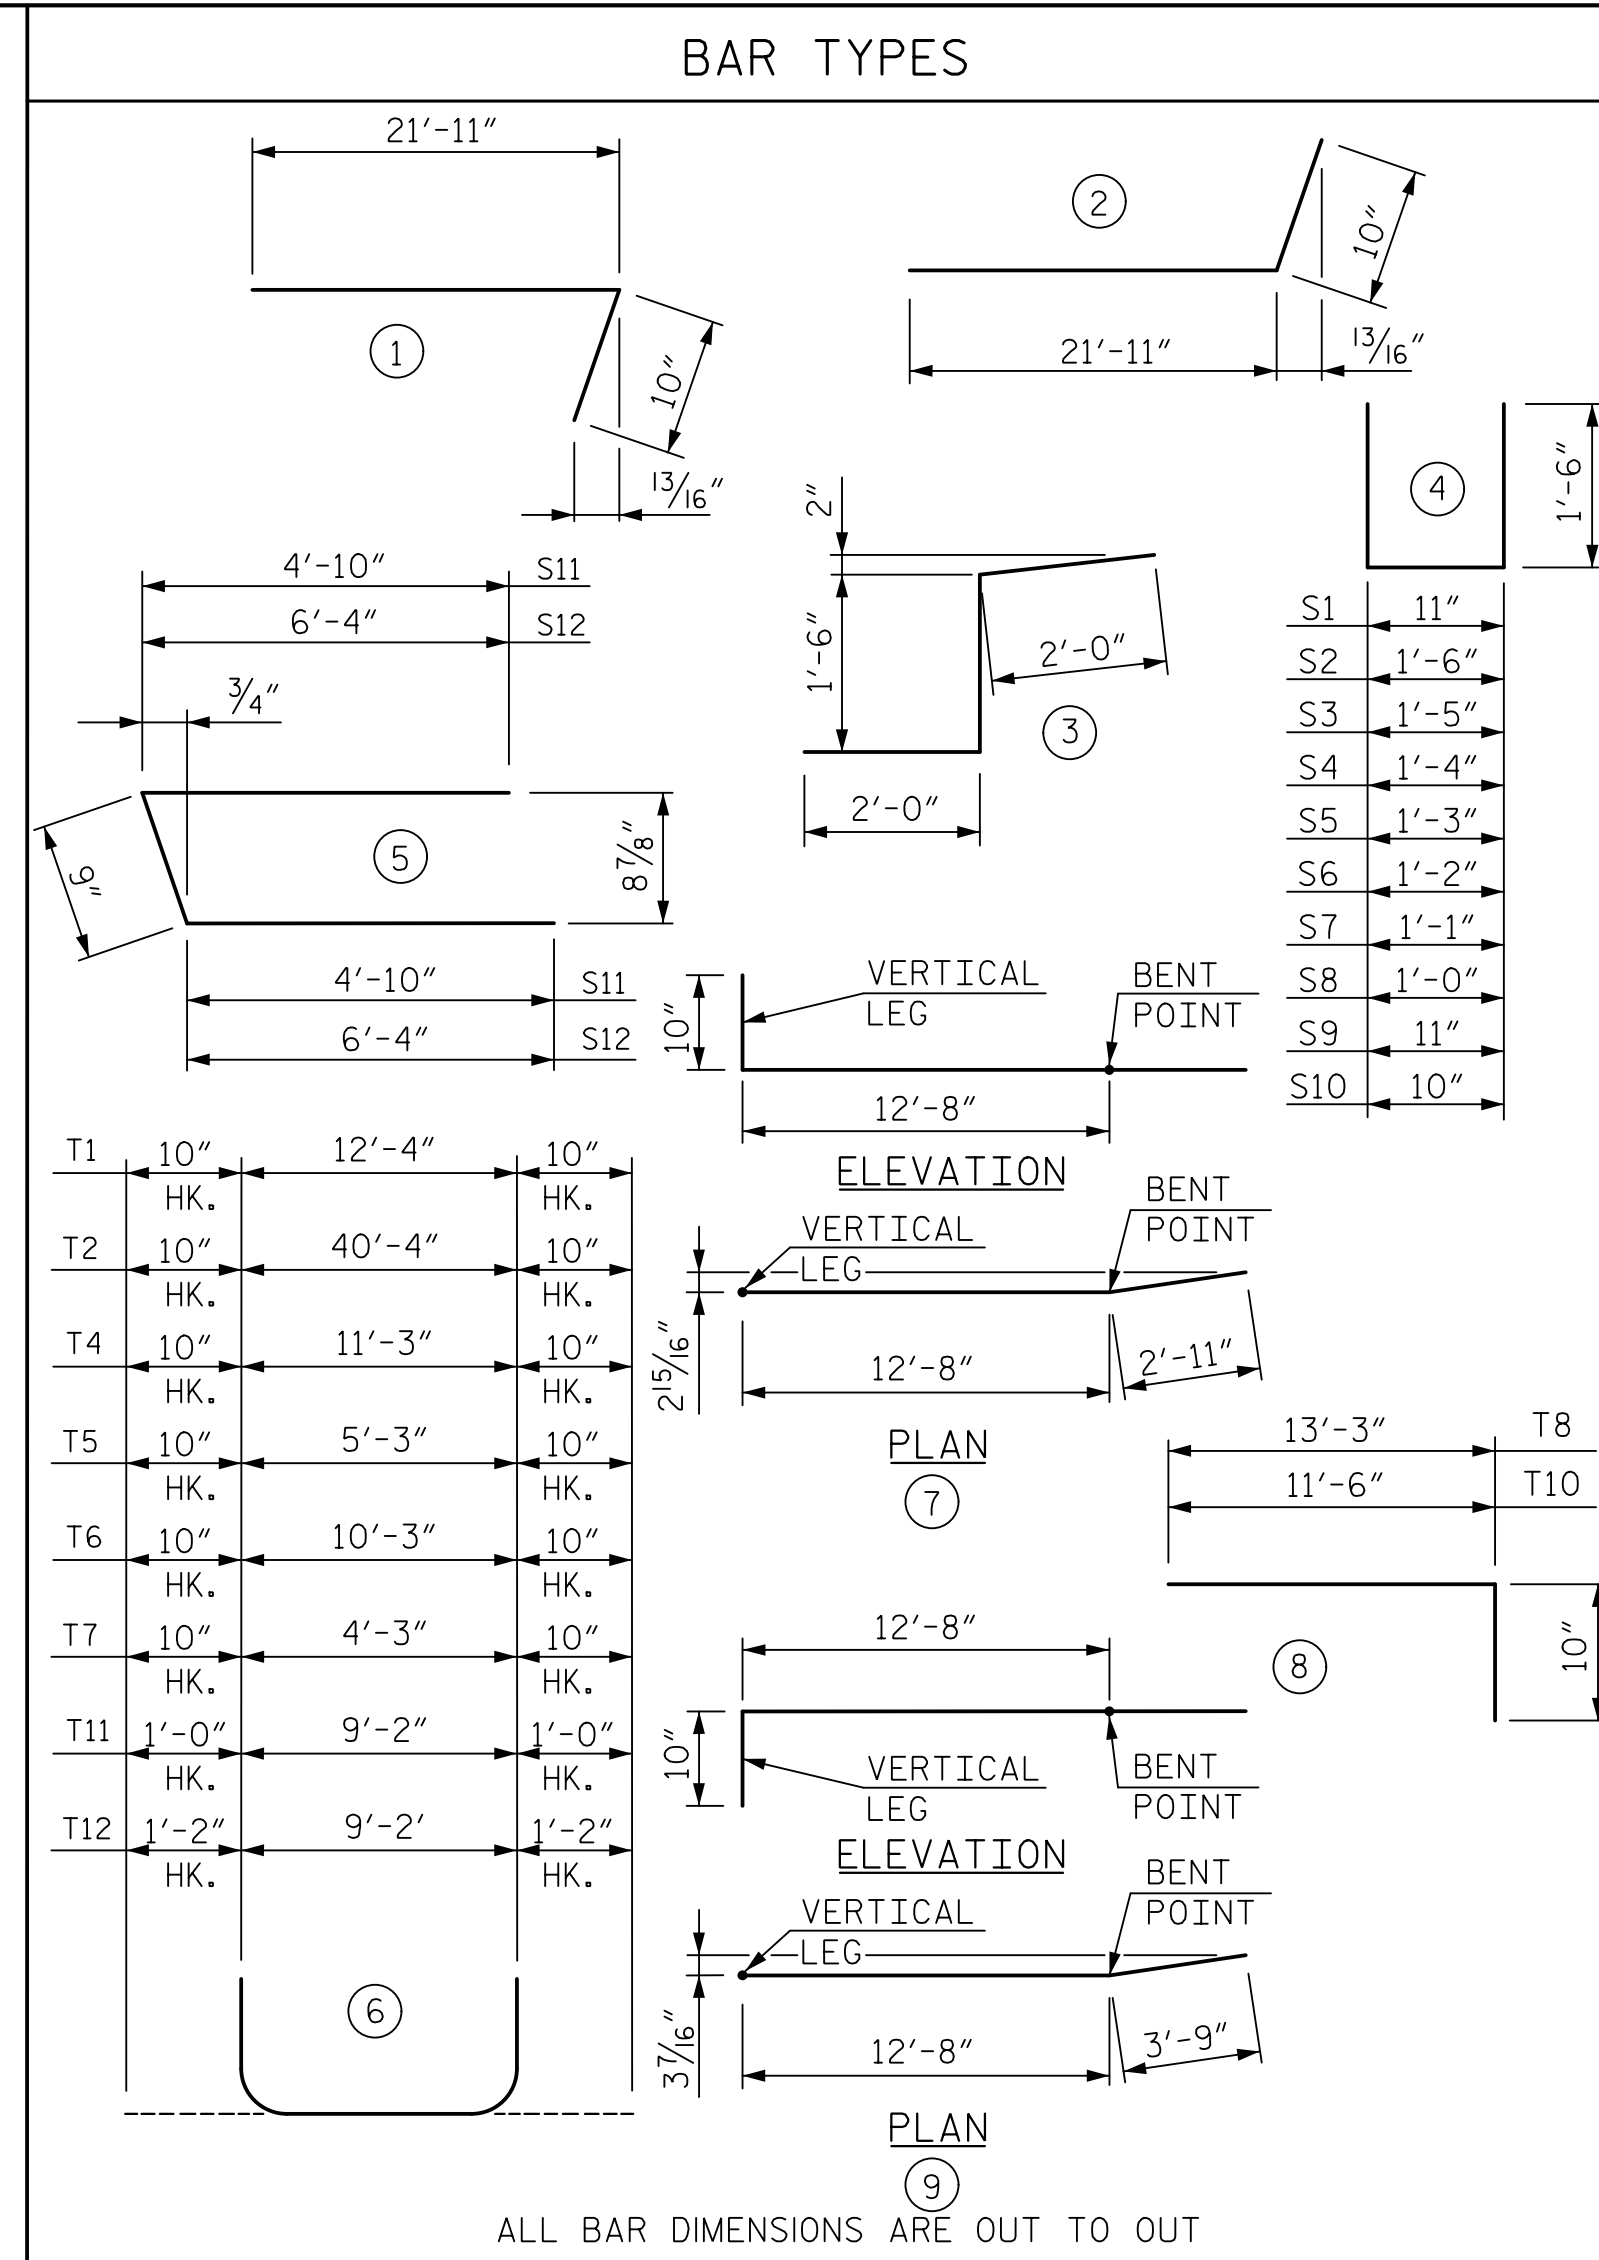 BAR TYPES
21'-11"
1
10"
13/16"
2
10"
21'-11"
13/16"
4
1'-6"
S1 11"
S2 1'-6"
S3 1'-5"
S4 1'-4"
S5 1'-3"
S6 1'-2"
S7 1'-1"
S8 1'-0"
S9 11"
S10 10"
2"
1'-6"
2'-0"
3
2'-0"
4'-10" S11
6'-4" S12
3/4"
5
9"
8 7/8"
4'-10" S11
6'-4" S12
VERTICAL
LEG
BENT
POINT
10"
12'-8"
ELEVATION
VERTICAL
LEG
BENT
POINT
2 15/16"
12'-8"
2'-11"
PLAN
7
T1 10" 12'-4" 10"
HK. HK.
T2 10" 40'-4" 10"
HK. HK.
T4 10" 11'-3" 10"
HK. HK.
T5 10" 5'-3" 10"
HK. HK.
T6 10" 10'-3" 10"
HK. HK.
T7 10" 4'-3" 10"
HK. HK.
T11 1'-0" 9'-2" 1'-0"
HK. HK.
T12 1'-2" 9'-2' 1'-2"
HK. HK.
6
13'-3" T8
11'-6" T10
8
10"
12'-8"
10"
VERTICAL
LEG
BENT
POINT
ELEVATION
VERTICAL
LEG
BENT
POINT
3 7/16"
12'-8"
3'-9"
PLAN
9
ALL BAR DIMENSIONS ARE OUT TO OUT